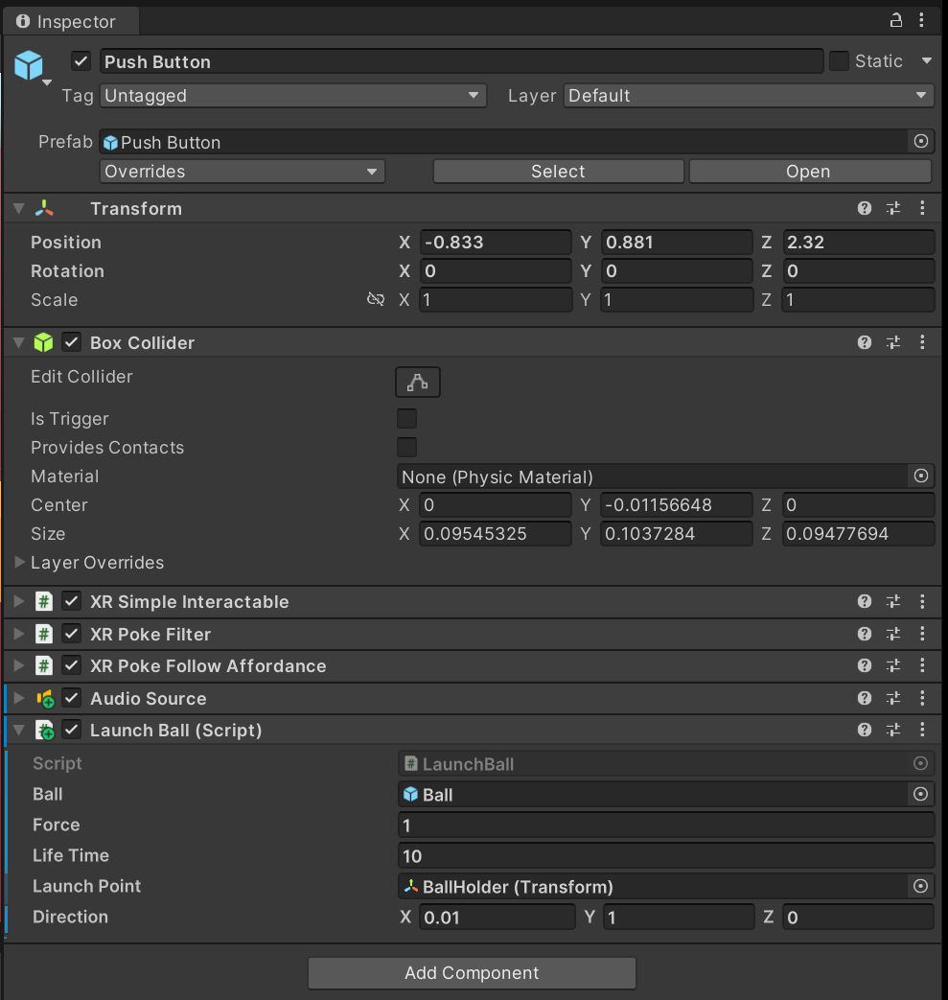 Inspector
Push Button Static
Tag Untagged Layer Default
Prefab Push Button
Overrides Select Open
Transform
Position X -0.833 Y 0.881 Z 2.32
Rotation X 0 Y 0 Z 0
Scale X 1 Y 1 Z 1
Box Collider
Edit Collider
Is Trigger
Provides Contacts
Material None (Physic Material)
Center X 0 Y -0.01156648 Z 0
Size X 0.09545325 Y 0.1037284 Z 0.09477694
Layer Overrides
# XR Simple Interactable
# XR Poke Filter
# XR Poke Follow Affordance
Audio Source
# Launch Ball (Script)
Script # LaunchBall
Ball Ball
Force 1
Life Time 10
Launch Point BallHolder (Transform)
Direction X 0.01 Y 1 Z 0
Add Component